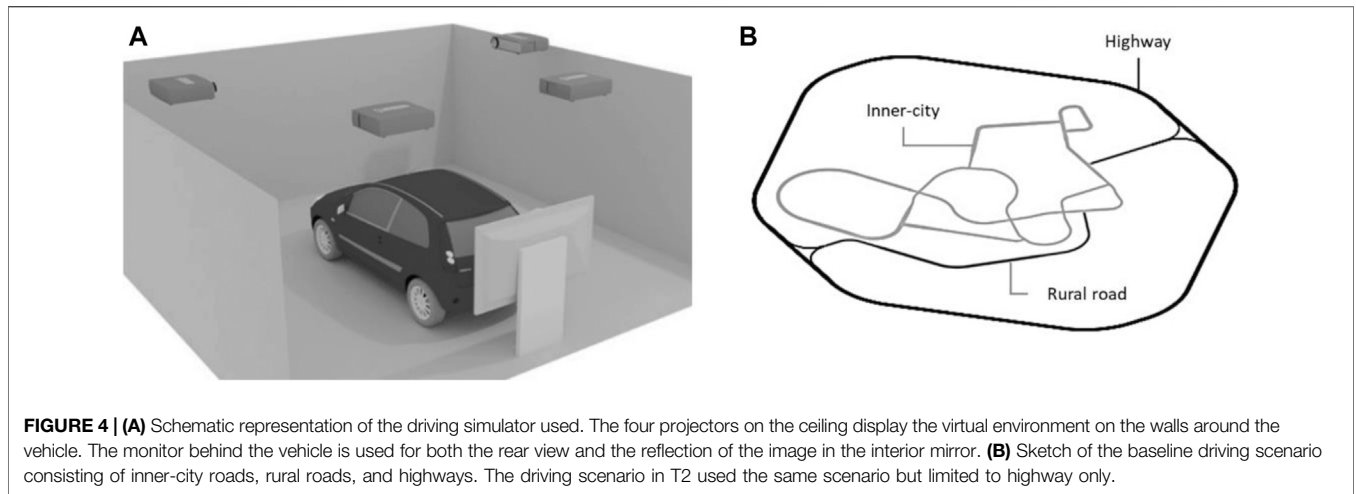 A
B
Highway
Inner-city
Rural road
FIGURE 4 | (A) Schematic representation of the driving simulator used. The four projectors on the ceiling display the virtual environment on the walls around the
vehicle. The monitor behind the vehicle is used for both the rear view and the reflection of the image in the interior mirror. (B) Sketch of the baseline driving scenario
consisting of inner-city roads, rural roads, and highways. The driving scenario in T2 used the same scenario but limited to highway only.